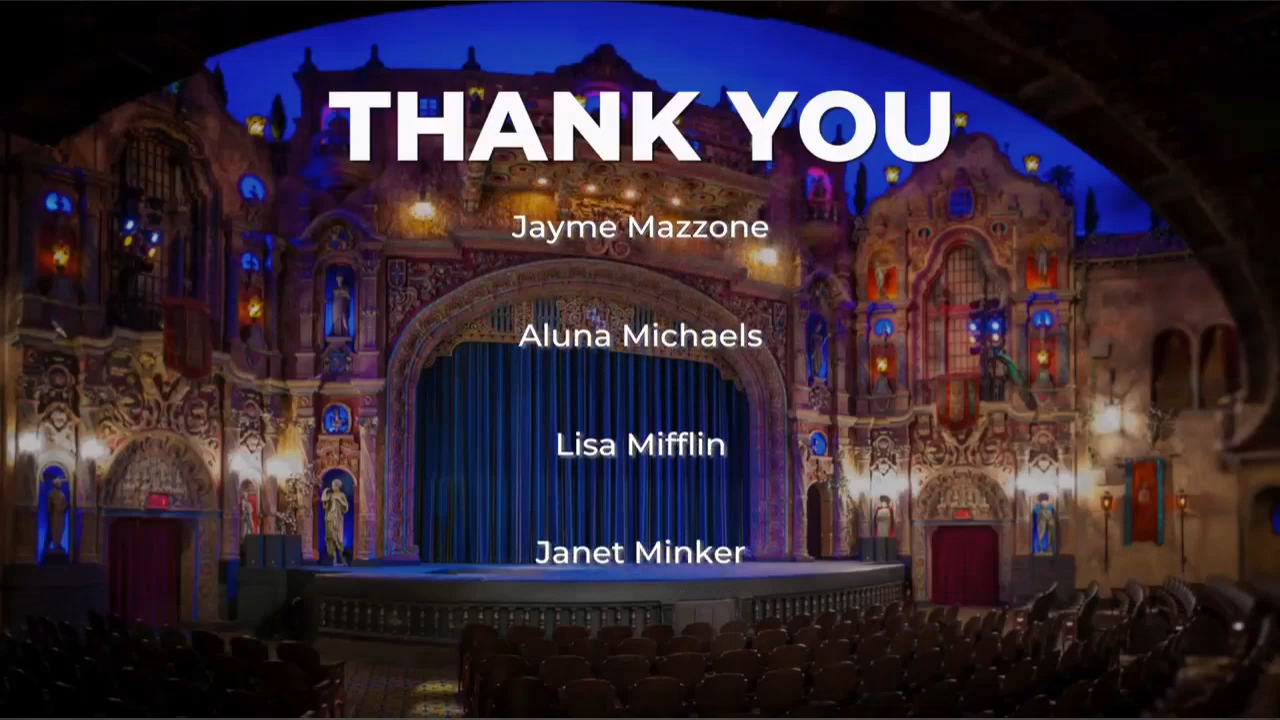 THANK YOU
Jayme Mazzone
Aluna Michaels
Lisa Mifflin
Janet Minker